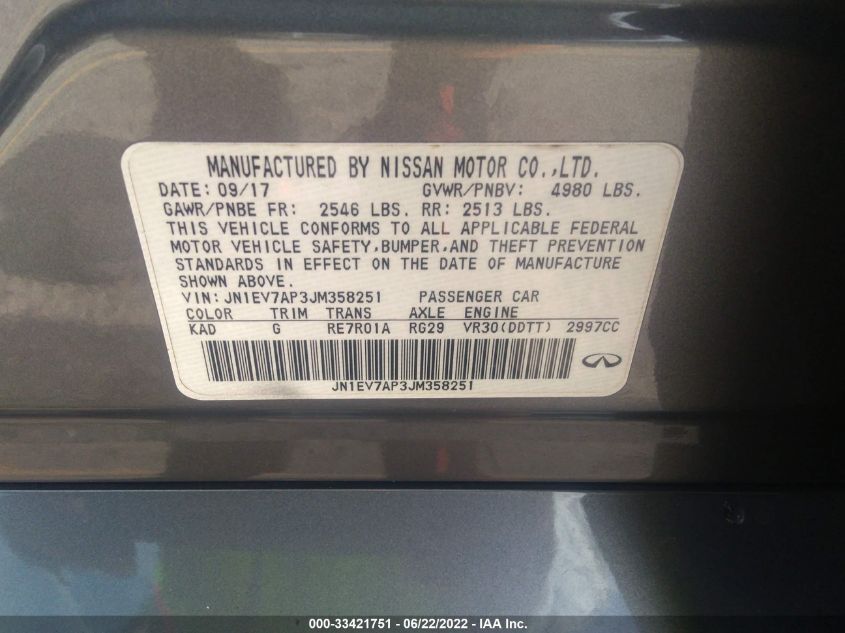 MANUFACTURED BY NISSAN MOTOR CO.,LTD.
DATE: 09/17 GVWR/PNBV: 4980 LBS.
GAWR/PNBE FR: 2546 LBS. RR: 2513 LBS.
THIS VEHICLE CONFORMS TO ALL APPLICABLE FEDERAL
MOTOR VEHICLE SAFETY,BUMPER,AND THEFT PREVENTION
STANDARDS IN EFFECT ON THE DATE OF MANUFACTURE
SHOWN ABOVE.
VIN: JN1EV7AP3JM358251 PASSENGER CAR
COLOR TRIM TRANS AXLE ENGINE
KAD G RE7R01A RG29 VR30(DDTT) 2997CC
JN1EV7AP3JM358251
000-33421751 - 06/22/2022 - IAA Inc.